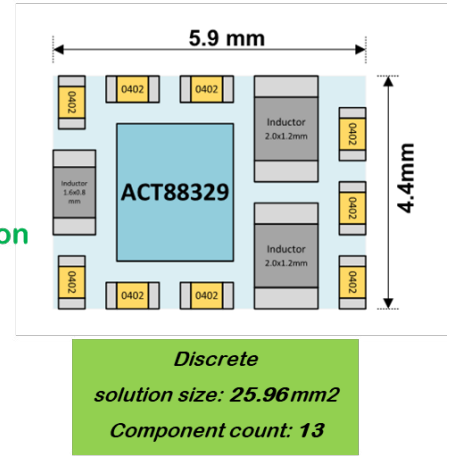 5.9 mm
0402
0402
0402
Inductor
2.0x1.2mm
0402
Inductor
1.6x0.8
mm
ACT88329
0402
4.4mm
on
Inductor
2.0x1.2mm
0402
0402
0402
0402
0402
Discrete
solution size: 25.96mm2
Component count: 13